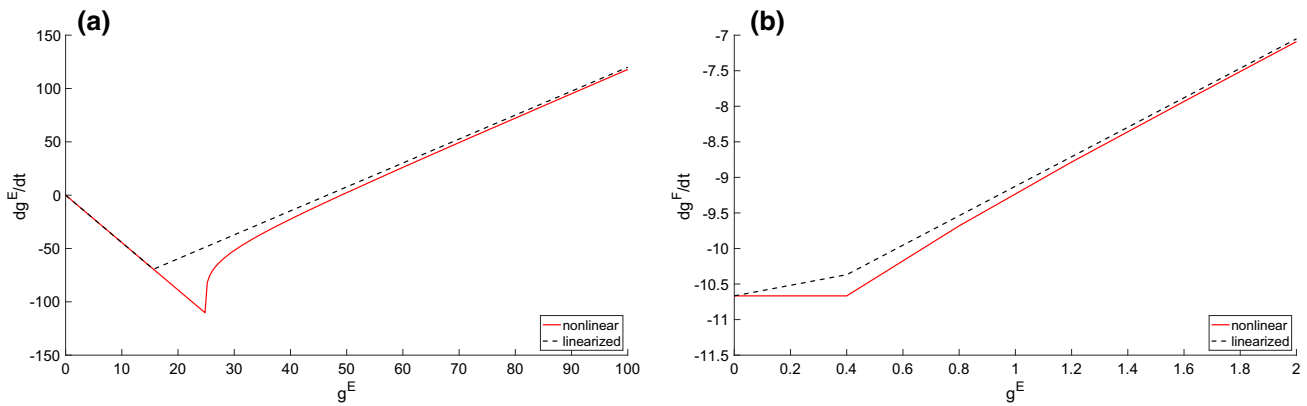 (a)
dg^E/dt
150
100
50
0
-50
-100
-150
0 10 20 30 40 50 60 70 80 90 100
g^E
nonlinear
linearized
(b)
dg^F/dt
-7
-7.5
-8
-8.5
-9
-9.5
-10
-10.5
-11
-11.5
0 0.2 0.4 0.6 0.8 1 1.2 1.4 1.6 1.8 2
g^E
nonlinear
linearized